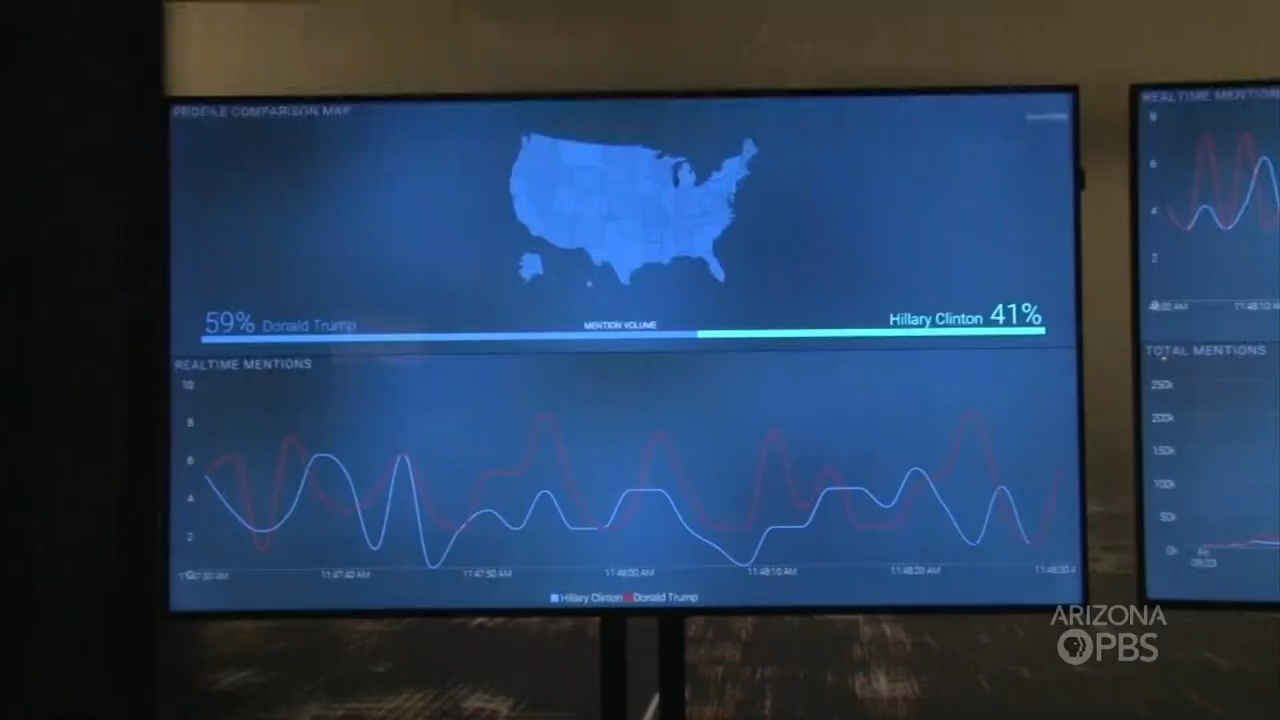 PROFILE COMPARISON MAP
59% Donald Trump
MENTION VOLUME
Hillary Clinton 41%
REALTIME MENTIONS
10
8
6
4
2
0
11:47:40 AM
11:47:50 AM
11:48:00 AM
11:48:10 AM
11:48:20 AM
Hillary Clinton Donald Trump
REALTIME MENTION
8
6
4
2
TOTAL MENTIONS
250k
200k
150k
100k
50k
0k
ARIZONA
PBS